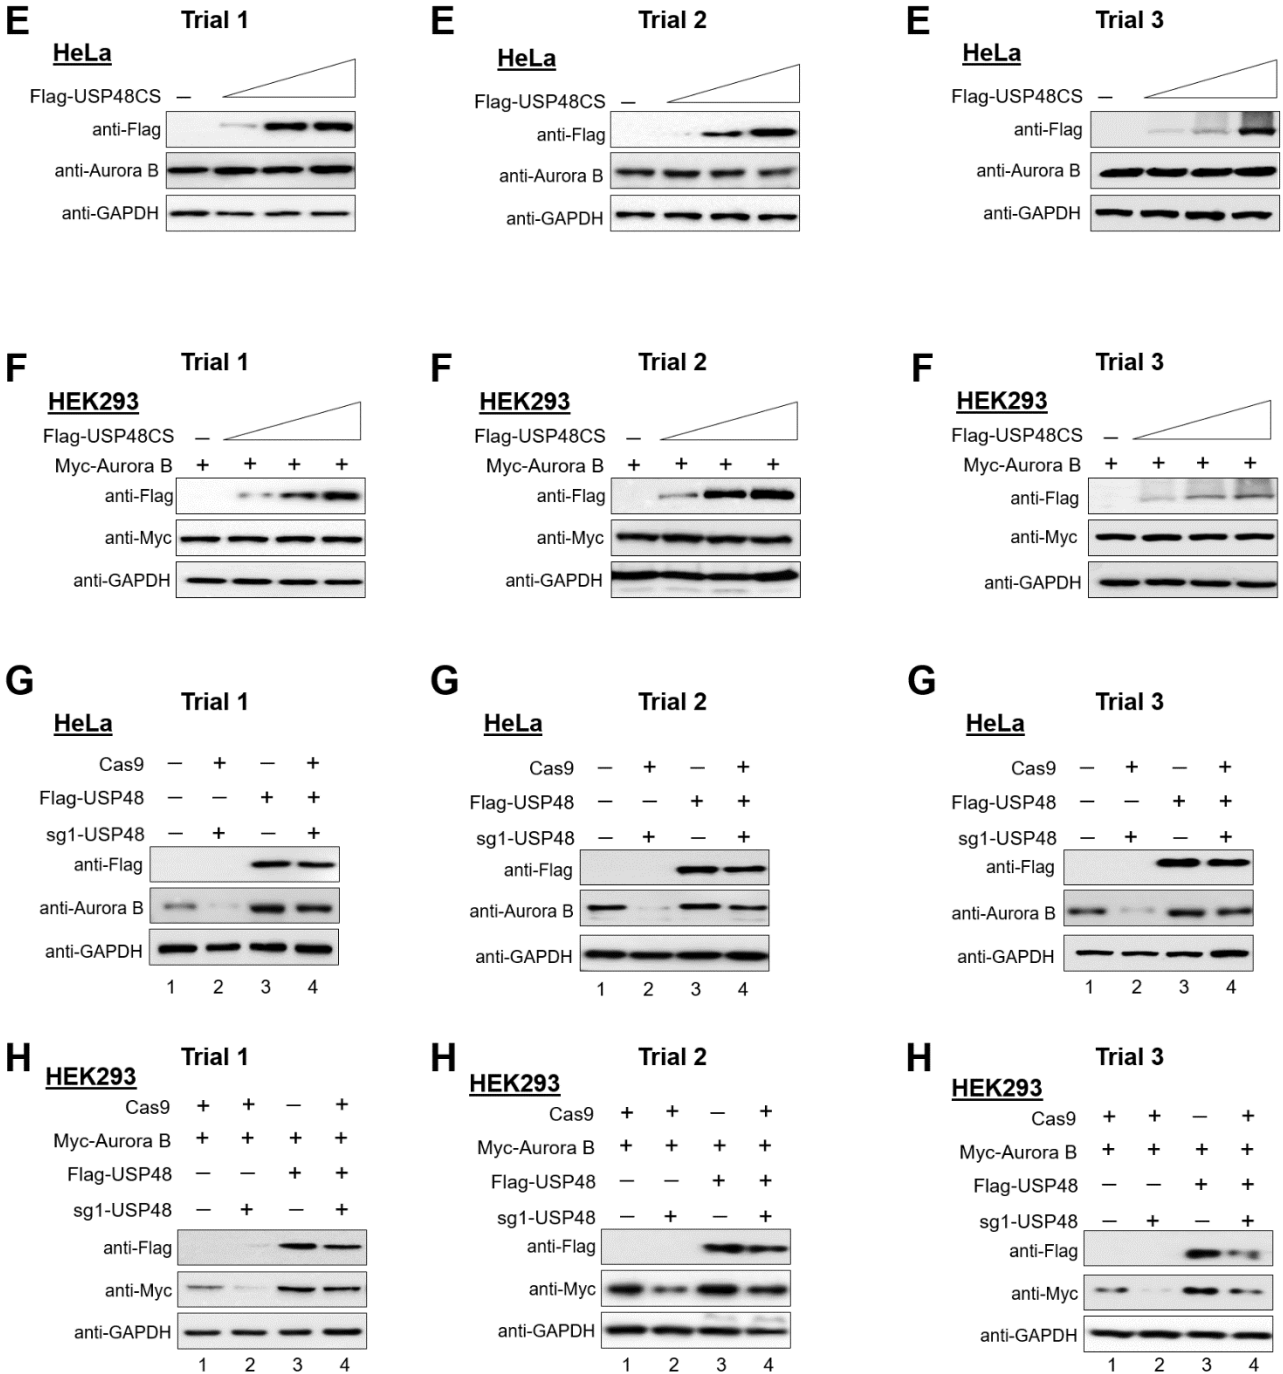 E Trial 1
HeLa
Flag-USP48CS –
anti-Flag
anti-Aurora B
anti-GAPDH
E Trial 2
HeLa
Flag-USP48CS –
anti-Flag
anti-Aurora B
anti-GAPDH
E Trial 3
HeLa
Flag-USP48CS –
anti-Flag
anti-Aurora B
anti-GAPDH
F Trial 1
HEK293
Flag-USP48CS –
Myc-Aurora B + + + +
anti-Flag
anti-Myc
anti-GAPDH
F Trial 2
HEK293
Flag-USP48CS –
Myc-Aurora B + + + +
anti-Flag
anti-Myc
anti-GAPDH
F Trial 3
HEK293
Flag-USP48CS –
Myc-Aurora B + + + +
anti-Flag
anti-Myc
anti-GAPDH
G Trial 1
HeLa
Cas9 – + – +
Flag-USP48 – – + +
sg1-USP48 – + – +
anti-Flag
anti-Aurora B
anti-GAPDH
1 2 3 4
G Trial 2
HeLa
Cas9 – + – +
Flag-USP48 – – + +
sg1-USP48 – + – +
anti-Flag
anti-Aurora B
anti-GAPDH
1 2 3 4
G Trial 3
HeLa
Cas9 – + – +
Flag-USP48 – – + +
sg1-USP48 – + – +
anti-Flag
anti-Aurora B
anti-GAPDH
1 2 3 4
H Trial 1
HEK293
Cas9 + + – +
Myc-Aurora B + + + +
Flag-USP48 – – + +
sg1-USP48 – + – +
anti-Flag
anti-Myc
anti-GAPDH
1 2 3 4
H Trial 2
HEK293
Cas9 + + – +
Myc-Aurora B + + + +
Flag-USP48 – – + +
sg1-USP48 – + – +
anti-Flag
anti-Myc
anti-GAPDH
1 2 3 4
H Trial 3
HEK293
Cas9 + + – +
Myc-Aurora B + + + +
Flag-USP48 – – + +
sg1-USP48 – + – +
anti-Flag
anti-Myc
anti-GAPDH
1 2 3 4